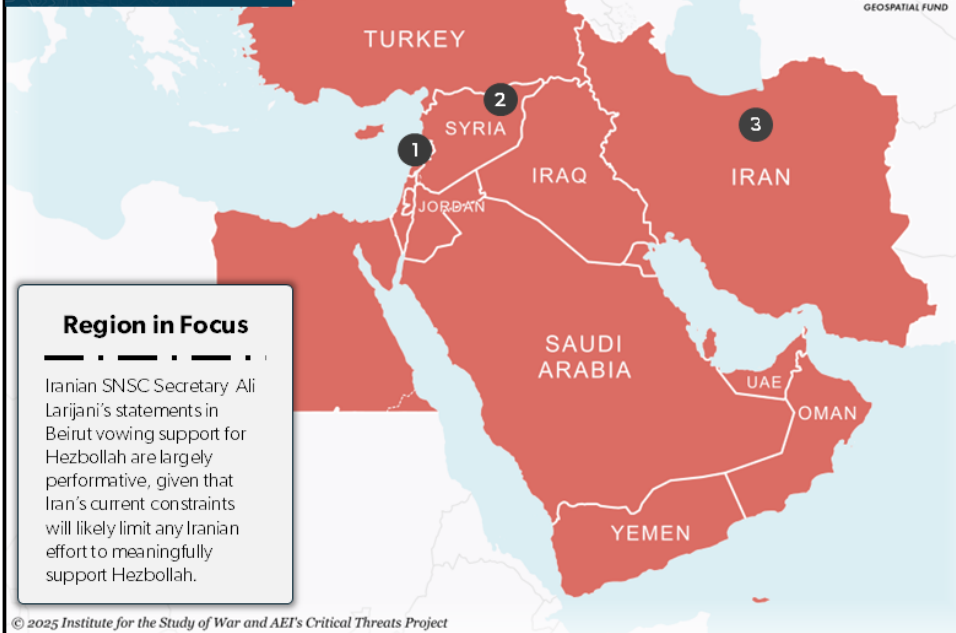 GEOSPATIAL FUND
TURKEY
2
SYRIA
3
1
IRAQ
IRAN
JORDAN
Region in Focus
Iranian SNSC Secretary Ali
Larijani's statements in
Beirut vowing support for
Hezbollah are largely
performative, given that
Iran's current constraints
will likely limit any Iranian
effort to meaningfully
support Hezbollah.
SAUDI
ARABIA
UAE
OMAN
YEMEN
© 2025 Institute for the Study of War and AEI's Critical Threats Project